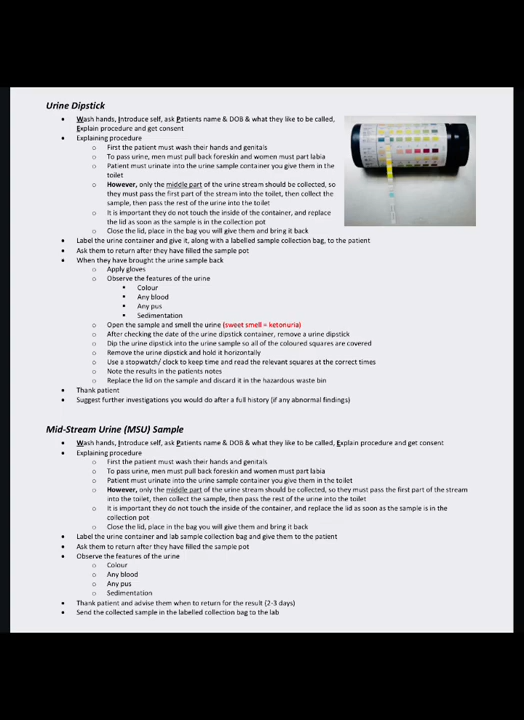 Urine Dipstick
• Wash hands, Introduce self, ask Patients name & DOB & what they like to be called,
Explain procedure and get consent
• Explaining procedure
o First the patient must wash their hands and genitals
o To pass urine, men must pull back foreskin and women must part labia
o Patient must urinate into the urine sample container you give them in the
toilet
o However, only the middle part of the urine stream should be collected, so
they must pass the first part of the stream into the toilet, then collect the
sample, then pass the rest of the urine into the toilet
o It is important they do not touch the inside of the container, and replace
the lid as soon as the sample is in the collection pot
o Close the lid, place in the bag you will give them and bring it back
• Label the urine container and give it, along with a labelled sample collection bag, to the patient
• Ask them to return after they have filled the sample pot
• When they have brought the urine sample back
o Apply gloves
o Observe the features of the urine
▪ Colour
▪ Any blood
▪ Any pus
▪ Sedimentation
o Open the sample and smell the urine (sweet smell = ketonuria)
o After checking the date of the urine dipstick container, remove a urine dipstick
o Dip the urine dipstick into the urine sample so all of the coloured squares are covered
o Remove the urine dipstick and hold it horizontally
o Use a stopwatch/ clock to keep time and read the relevant squares at the correct times
o Note the results in the patients notes
o Replace the lid on the sample and discard it in the hazardous waste bin
• Thank patient
• Suggest further investigations you would do after a full history (if any abnormal findings)
Mid-Stream Urine (MSU) Sample
• Wash hands, Introduce self, ask Patients name & DOB & what they like to be called, Explain procedure and get consent
• Explaining procedure
o First the patient must wash their hands and genitals
o To pass urine, men must pull back foreskin and women must part labia
o Patient must urinate into the urine sample container you give them in the toilet
o However, only the middle part of the urine stream should be collected, so they must pass the first part of the stream
into the toilet, then collect the sample, then pass the rest of the urine into the toilet
o It is important they do not touch the inside of the container, and replace the lid as soon as the sample is in the
collection pot
o Close the lid, place in the bag you will give them and bring it back
• Label the urine container and lab sample collection bag and give them to the patient
• Ask them to return after they have filled the sample pot
• Observe the features of the urine
o Colour
o Any blood
o Any pus
o Sedimentation
• Thank patient and advise them when to return for the result (2-3 days)
• Send the collected sample in the labelled collection bag to the lab